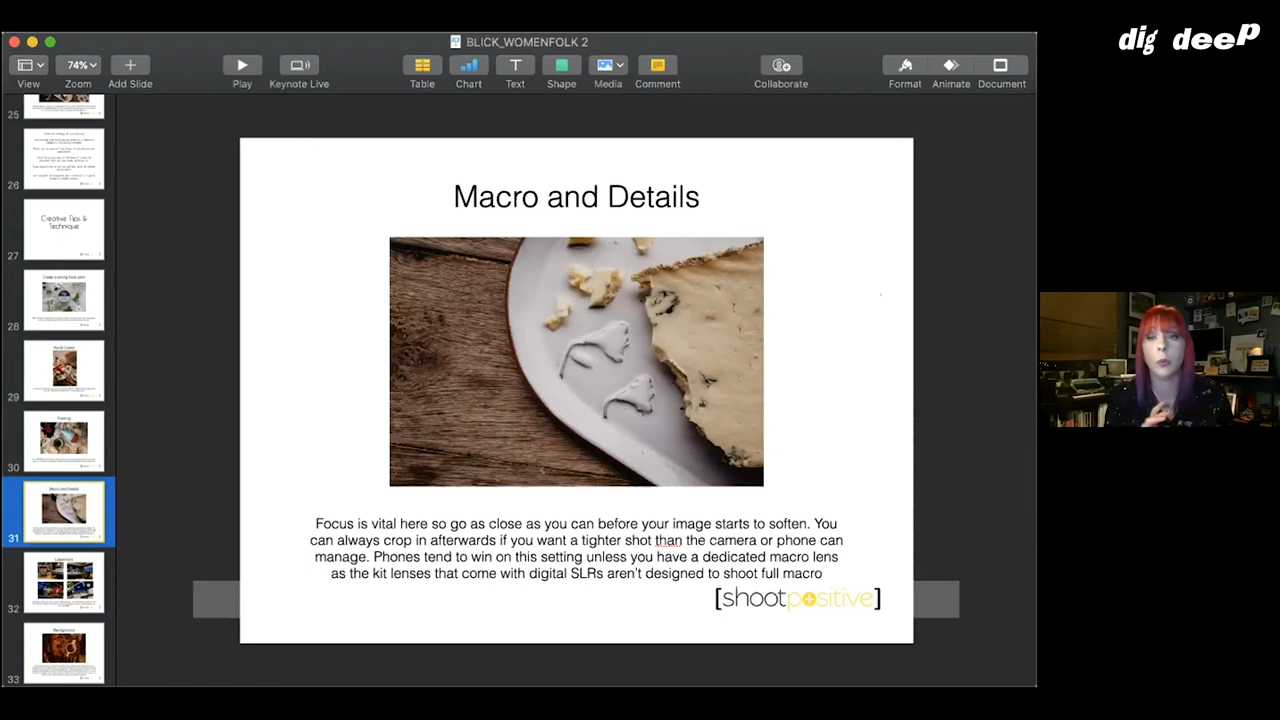 dig deep
BLICK_WOMENFOLK 2
74%
View
Zoom
Add Slide
Play
Keynote Live
Table
Chart
Text
Shape
Media
Comment
Collaborate
Format
Animate
Document
25
26
Creative Tips &
Technique
27
28
29
30
Macro and Details
31
32
33
Macro and Details
Focus is vital here so go as close as you can before your image starts to soften. You
can always crop in afterwards if you want a tighter shot than the camera or phone can
manage. Phones tend to win in this setting unless you have a dedicated macro lens
as the kit lenses that come with digital SLRs aren't designed to shoot full macro
[shootpositive]